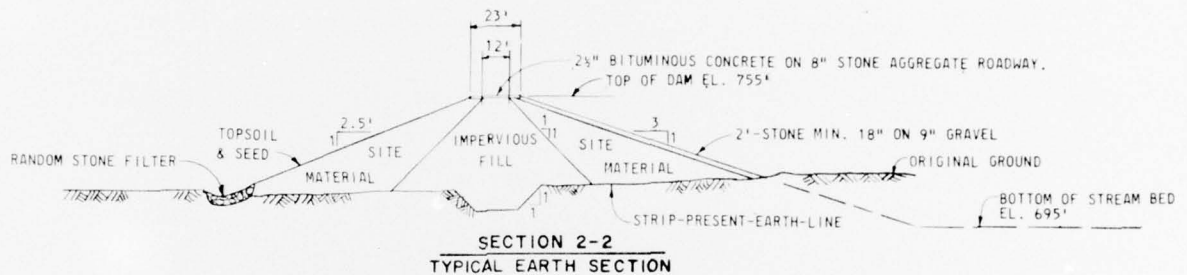 23'
12'
2½" BITUMINOUS CONCRETE ON 8" STONE AGGREGATE ROADWAY.
TOP OF DAM EL. 755'
2.5'
1
1
1
3
1
TOPSOIL
& SEED
SITE
MATERIAL
IMPERVIOUS
FILL
SITE
MATERIAL
2'-STONE MIN. 18" ON 9" GRAVEL
RANDOM STONE FILTER
ORIGINAL GROUND
1
1
STRIP-PRESENT-EARTH-LINE
BOTTOM OF STREAM BED
EL. 695'
SECTION 2-2
TYPICAL EARTH SECTION